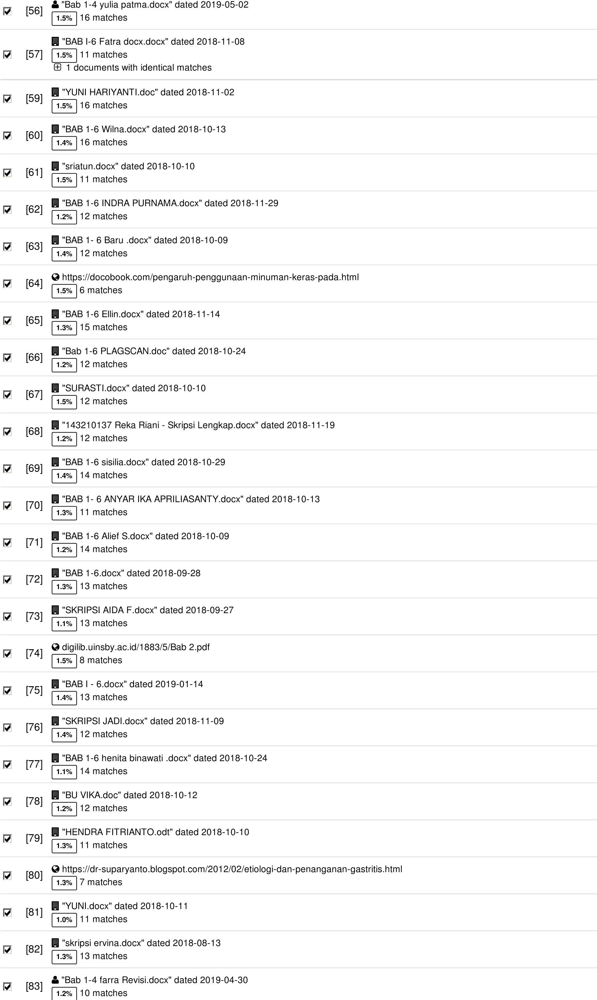 [56] "Bab 1-4 yulia patma.docx" dated 2019-05-02
1.5% 16 matches
[57] "BAB I-6 Fatra docx.docx" dated 2018-11-08
1.5% 11 matches
1 documents with identical matches
[59] "YUNI HARIYANTI.doc" dated 2018-11-02
1.5% 16 matches
[60] "BAB 1-6 Wilna.docx" dated 2018-10-13
1.4% 16 matches
[61] "sriatun.docx" dated 2018-10-10
1.5% 11 matches
[62] "BAB 1-6 INDRA PURNAMA.docx" dated 2018-11-29
1.2% 12 matches
[63] "BAB 1- 6 Baru .docx" dated 2018-10-09
1.4% 12 matches
[64] https://docobook.com/pengaruh-penggunaan-minuman-keras-pada.html
1.5% 6 matches
[65] "BAB 1-6 Ellin.docx" dated 2018-11-14
1.3% 15 matches
[66] "Bab 1-6 PLAGSCAN.doc" dated 2018-10-24
1.2% 12 matches
[67] "SURASTI.docx" dated 2018-10-10
1.5% 12 matches
[68] "143210137 Reka Riani - Skripsi Lengkap.docx" dated 2018-11-19
1.2% 12 matches
[69] "BAB 1-6 sisilia.docx" dated 2018-10-29
1.4% 14 matches
[70] "BAB 1- 6 ANYAR IKA APRILIASANTY.docx" dated 2018-10-13
1.3% 11 matches
[71] "BAB 1-6 Alief S.docx" dated 2018-10-09
1.2% 14 matches
[72] "BAB 1-6.docx" dated 2018-09-28
1.3% 13 matches
[73] "SKRIPSI AIDA F.docx" dated 2018-09-27
1.1% 13 matches
[74] digilib.uinsby.ac.id/1883/5/Bab 2.pdf
1.5% 8 matches
[75] "BAB I - 6.docx" dated 2019-01-14
1.4% 13 matches
[76] "SKRIPSI JADI.docx" dated 2018-11-09
1.4% 12 matches
[77] "BAB 1-6 henita binawati .docx" dated 2018-10-24
1.1% 14 matches
[78] "BU VIKA.doc" dated 2018-10-12
1.2% 12 matches
[79] "HENDRA FITRIANTO.odt" dated 2018-10-10
1.3% 11 matches
[80] https://dr-suparyanto.blogspot.com/2012/02/etiologi-dan-penanganan-gastritis.html
1.3% 7 matches
[81] "YUNI.docx" dated 2018-10-11
1.0% 11 matches
[82] "skripsi ervina.docx" dated 2018-08-13
1.3% 13 matches
[83] "Bab 1-4 farra Revisi.docx" dated 2019-04-30
1.2% 10 matches